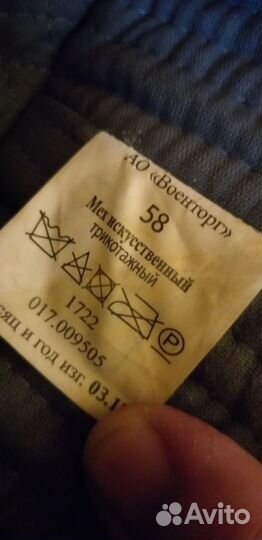 АО «Военторг»
58
Мех искусственный
трикотажный
P
1722
017.009505
яц и год изг. 03.1
Avito